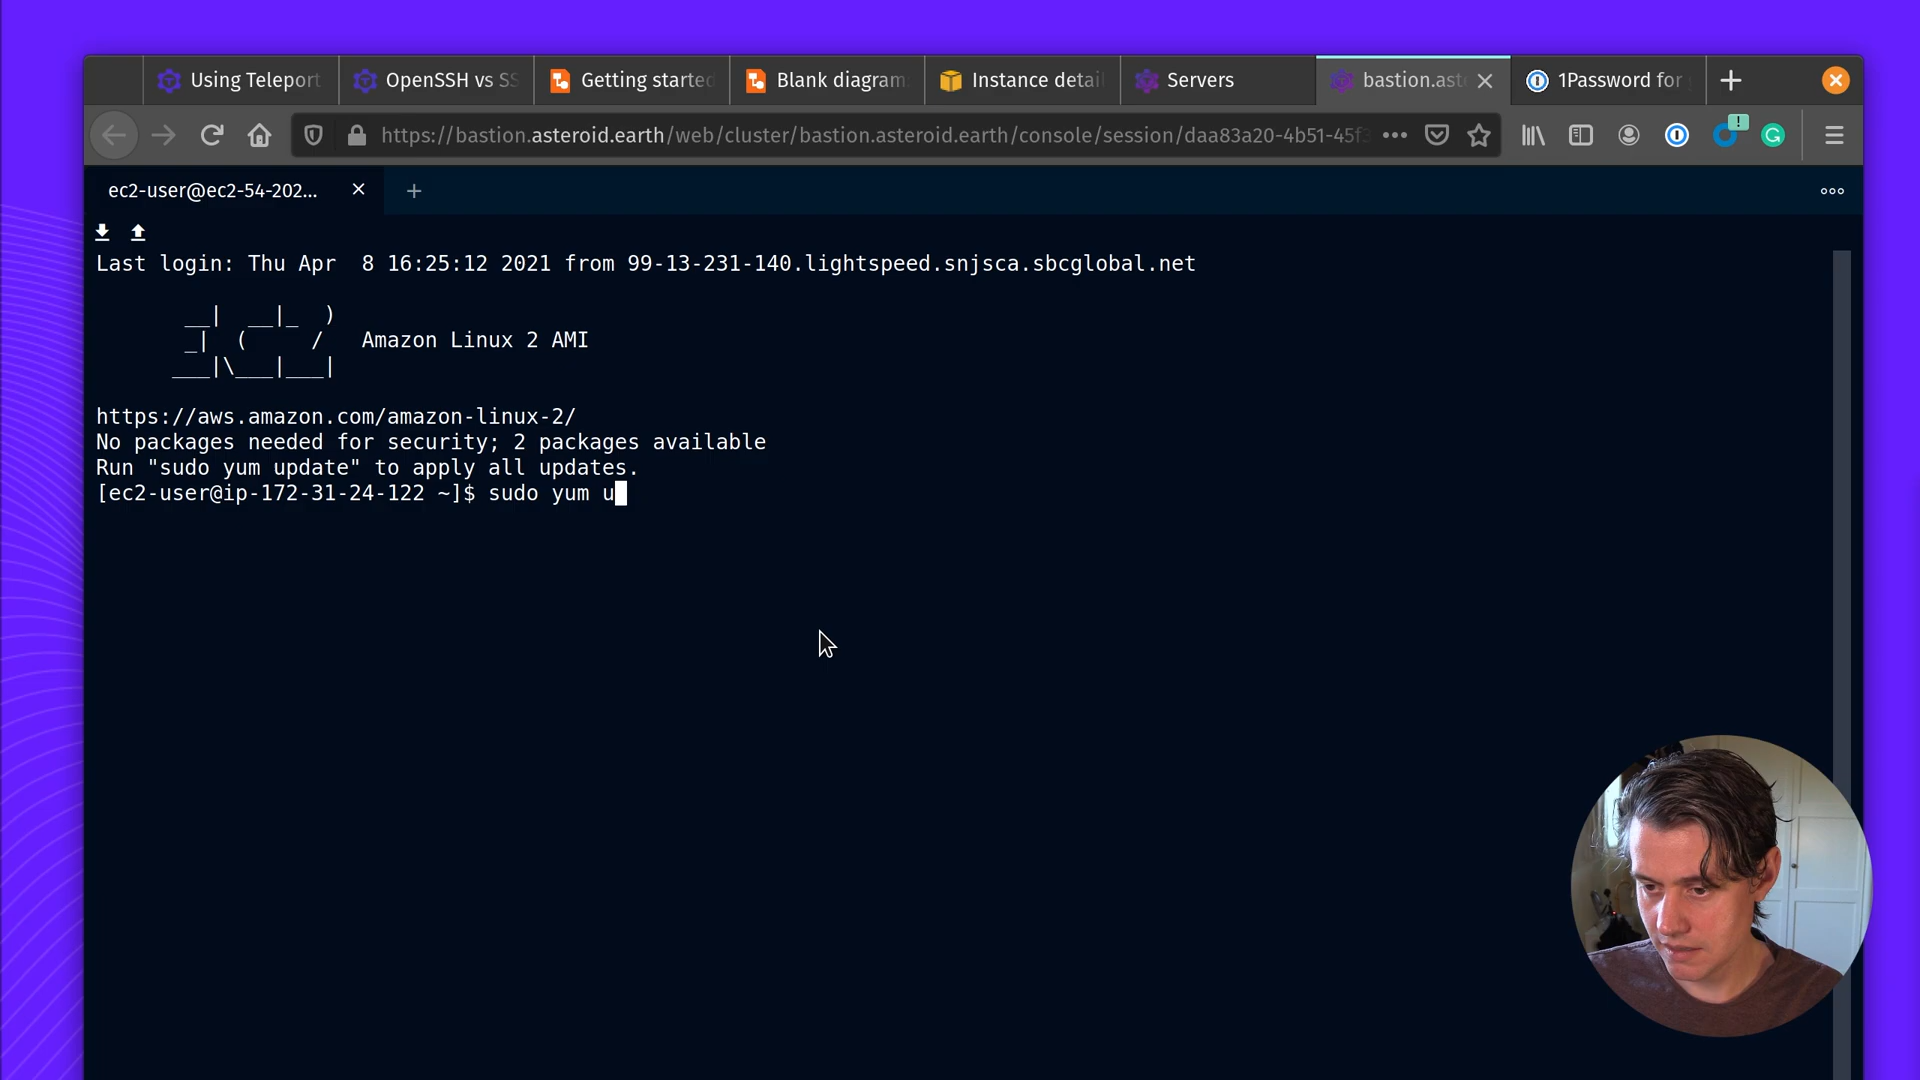 Using Teleport
OpenSSH vs SS
Getting started
Blank diagram
Instance detai
Servers
bastion.aste
1Password for
https://bastion.asteroid.earth/web/cluster/bastion.asteroid.earth/console/session/daa83a20-4b51-45f3
ec2-user@ec2-54-202...
Last login: Thu Apr  8 16:25:12 2021 from 99-13-231-140.lightspeed.snjsca.sbcglobal.net
       __|  __|_  )
       _|  (     /   Amazon Linux 2 AMI
      ___|\___|___|
https://aws.amazon.com/amazon-linux-2/
No packages needed for security; 2 packages available
Run "sudo yum update" to apply all updates.
[ec2-user@ip-172-31-24-122 ~]$ sudo yum u